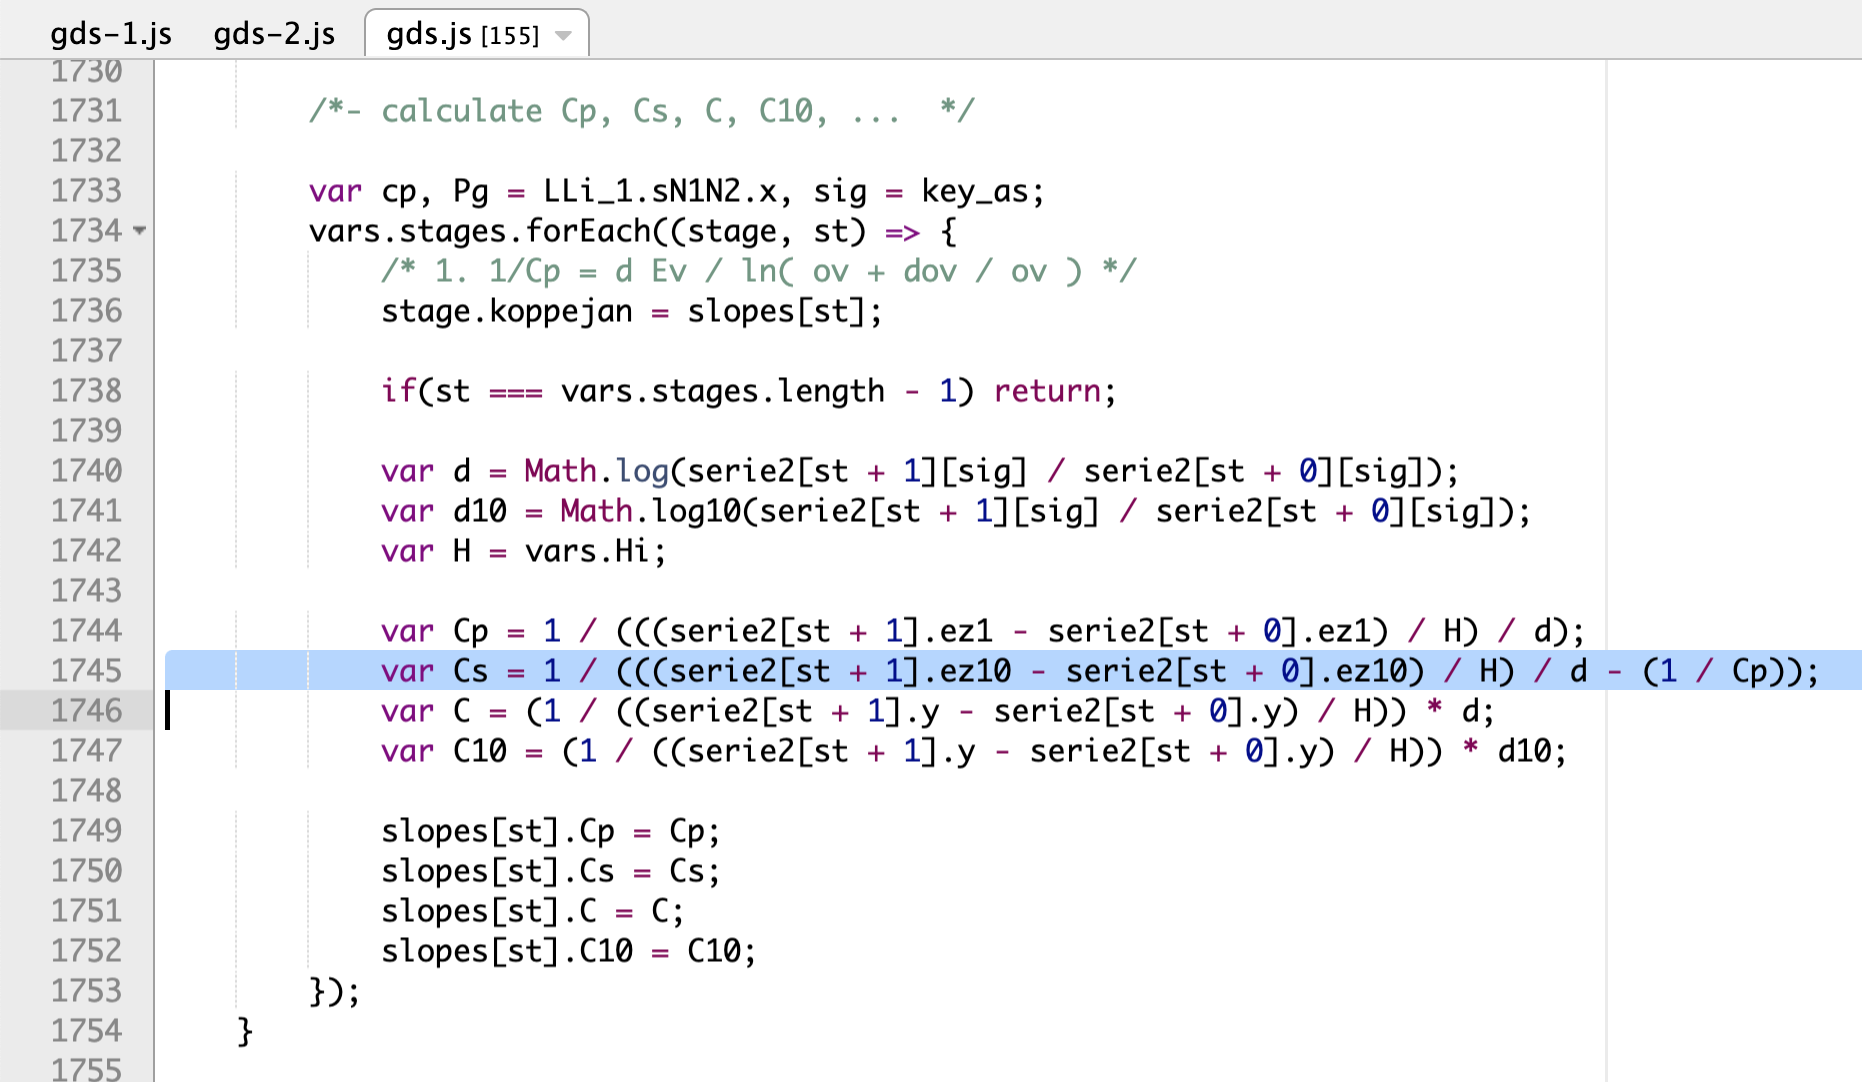 gds-1.js gds-2.js gds.js [155]
1730
1731 /*- calculate Cp, Cs, C, C10, ... */
1732
1733 var cp, Pg = LLi_1.sN1N2.x, sig = key_as;
1734 vars.stages.forEach((stage, st) => {
1735 /* 1. 1/Cp = d Ev / ln( ov + dov / ov ) */
1736 stage.koppejan = slopes[st];
1737
1738 if(st === vars.stages.length - 1) return;
1739
1740 var d = Math.log(serie2[st + 1][sig] / serie2[st + 0][sig]);
1741 var d10 = Math.log10(serie2[st + 1][sig] / serie2[st + 0][sig]);
1742 var H = vars.Hi;
1743
1744 var Cp = 1 / (((serie2[st + 1].ez1 - serie2[st + 0].ez1) / H) / d);
1745 var Cs = 1 / (((serie2[st + 1].ez10 - serie2[st + 0].ez10) / H) / d - (1 / Cp));
1746 var C = (1 / ((serie2[st + 1].y - serie2[st + 0].y) / H)) * d;
1747 var C10 = (1 / ((serie2[st + 1].y - serie2[st + 0].y) / H)) * d10;
1748
1749 slopes[st].Cp = Cp;
1750 slopes[st].Cs = Cs;
1751 slopes[st].C = C;
1752 slopes[st].C10 = C10;
1753 });
1754 }
1755